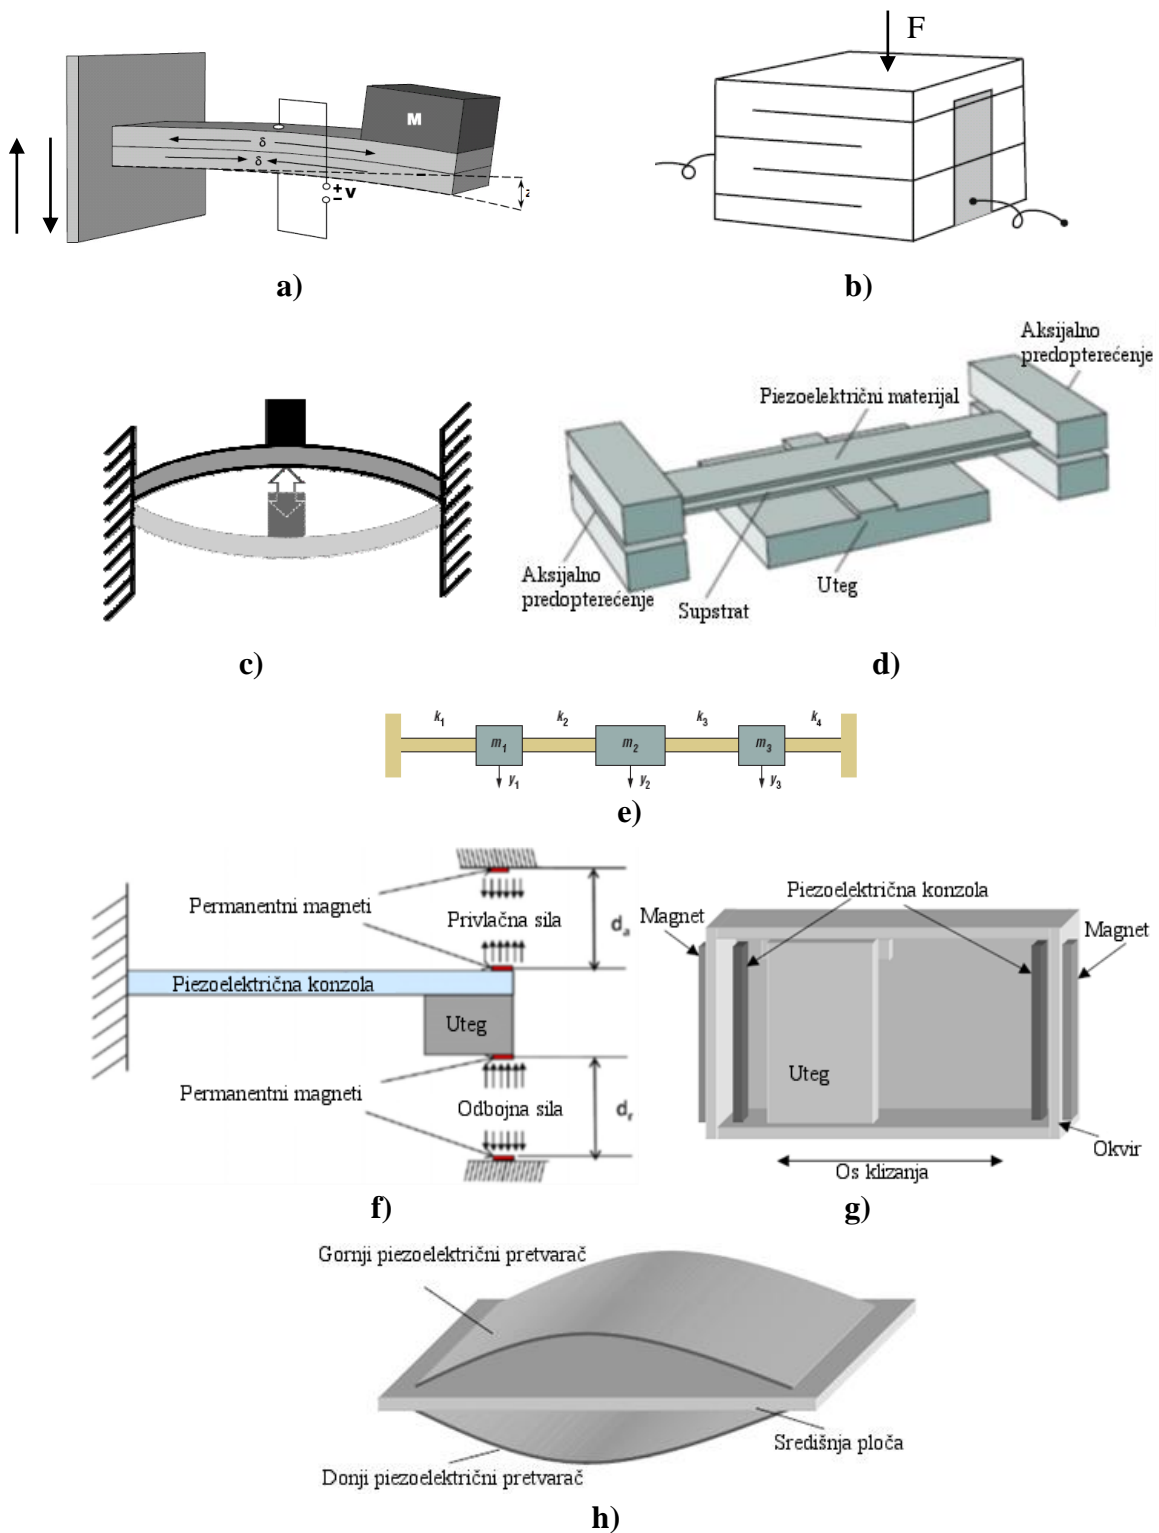 F
M
δ
δ
+
V
−
z
a)
b)
Aksijalno
predopterećenje
Piezoelektrični materijal
Aksijalno
predopterećenje
Uteg
Supstrat
c)
d)
k1 k2 k3 k4
m1 m2 m3
y1 y2 y3
e)
Permanentni magneti
Privlačna sila
da
Piezoelektrična konzola
Uteg
Permanentni magneti
Odbojna sila
dr
Piezoelektrična konzola
Magnet
Magnet
Uteg
Okvir
Os klizanja
f)
g)
Gornji piezoelektrični pretvarač
Središnja ploča
Donji piezoelektrični pretvarač
h)